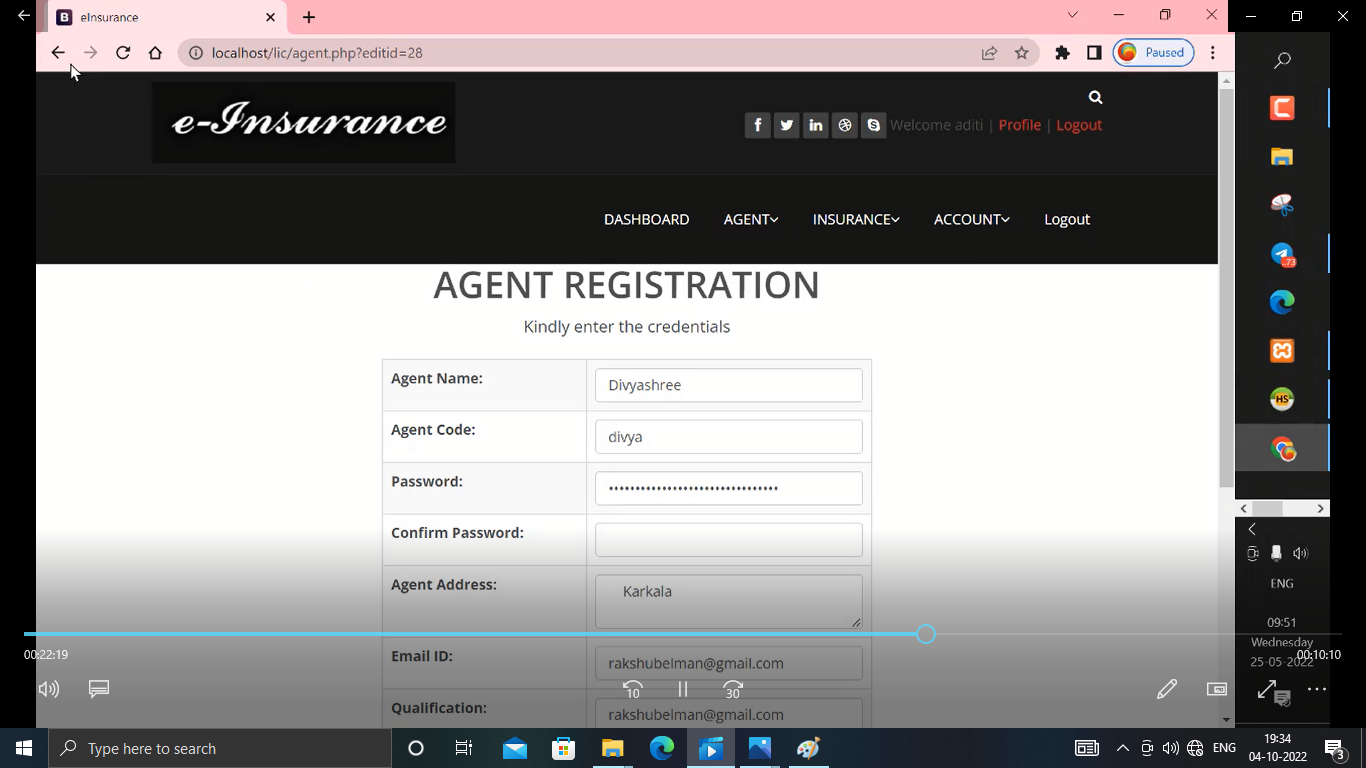 eInsurance
localhost/lic/agent.php?editid=28
Paused
e-Insurance
Welcome aditi | Profile | Logout
DASHBOARD AGENT INSURANCE ACCOUNT Logout
AGENT REGISTRATION
Kindly enter the credentials
Agent Name: Divyashree
Agent Code: divya
Password: ••••••••••••••••••••••••••••••••
Confirm Password:
Agent Address: Karkala
Email ID: rakshubelman@gmail.com
Qualification: rakshubelman@gmail.com
..73
HS
ENG
09:51
Wednesday
25-05-2022
00:22:19
00:10:10
10
30
Type here to search
ENG
19:34
04-10-2022
3